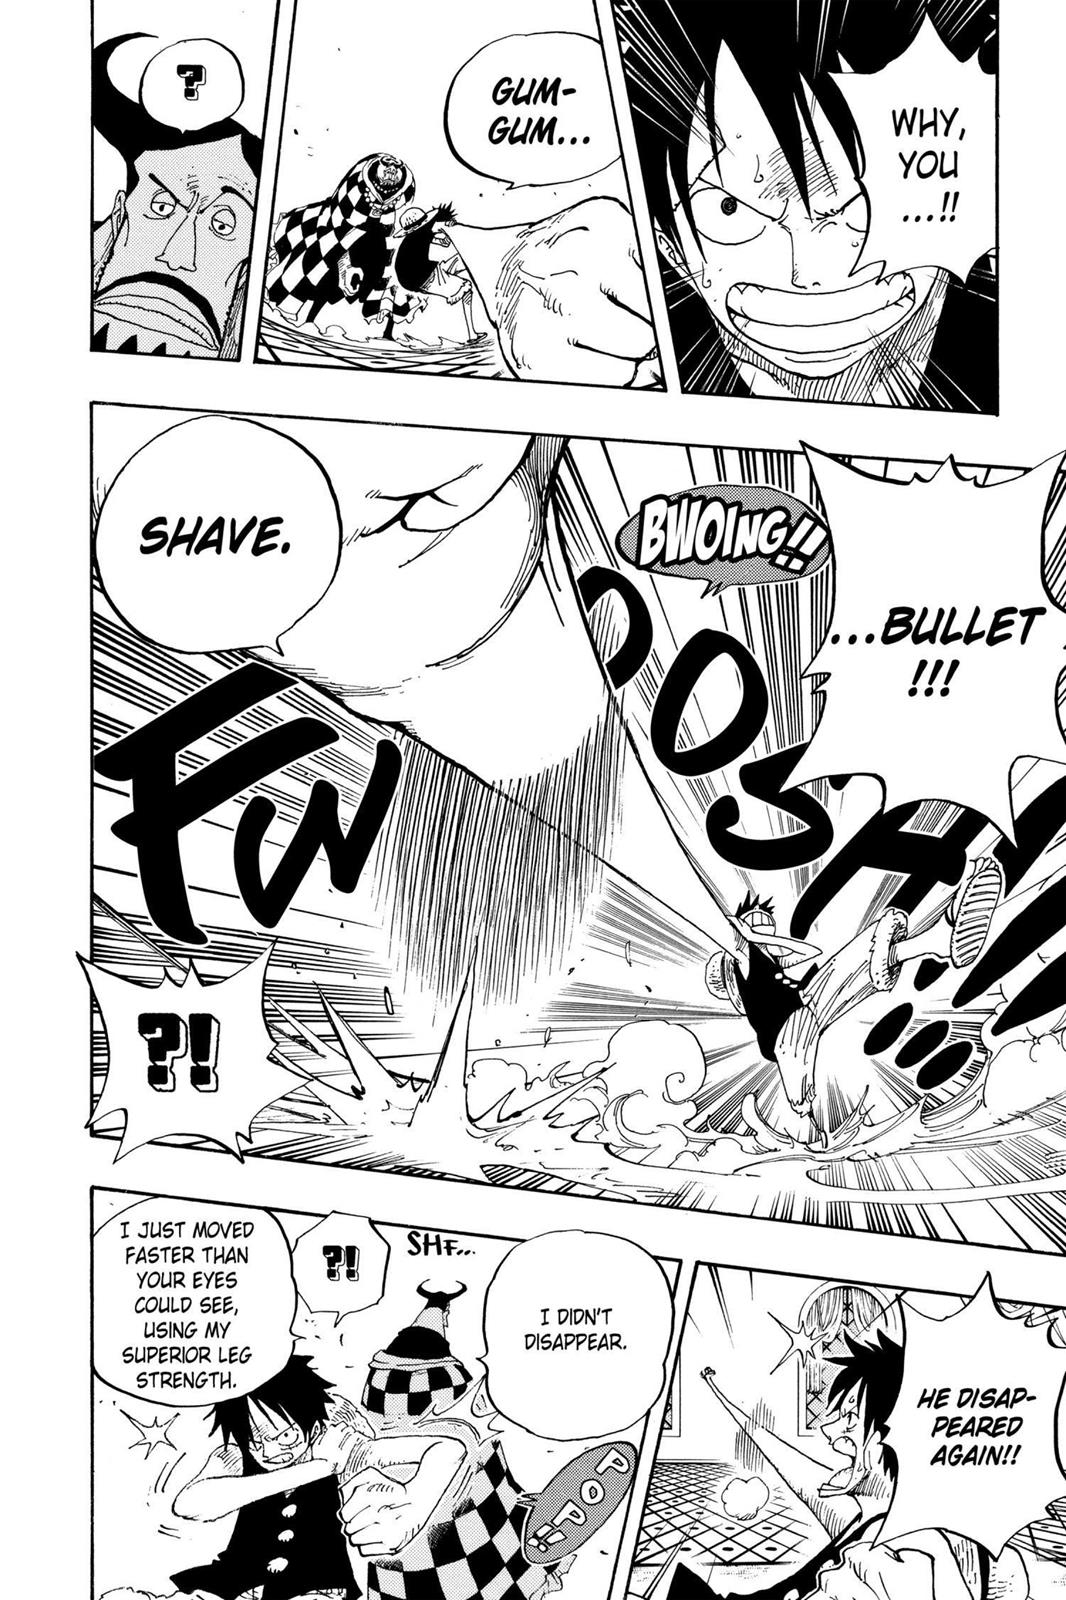 WHY,
YOU
...!!
GUM-
GUM...
?
BWOING!!
...BULLET
!!!
DOOSH!!!
SHAVE.
FW
?!
HE DISAP-
PEARED
AGAIN!!
I DIDN'T
DISAPPEAR.
POP!!
SHF...
?!
I JUST MOVED
FASTER THAN
YOUR EYES
COULD SEE,
USING MY
SUPERIOR LEG
STRENGTH.